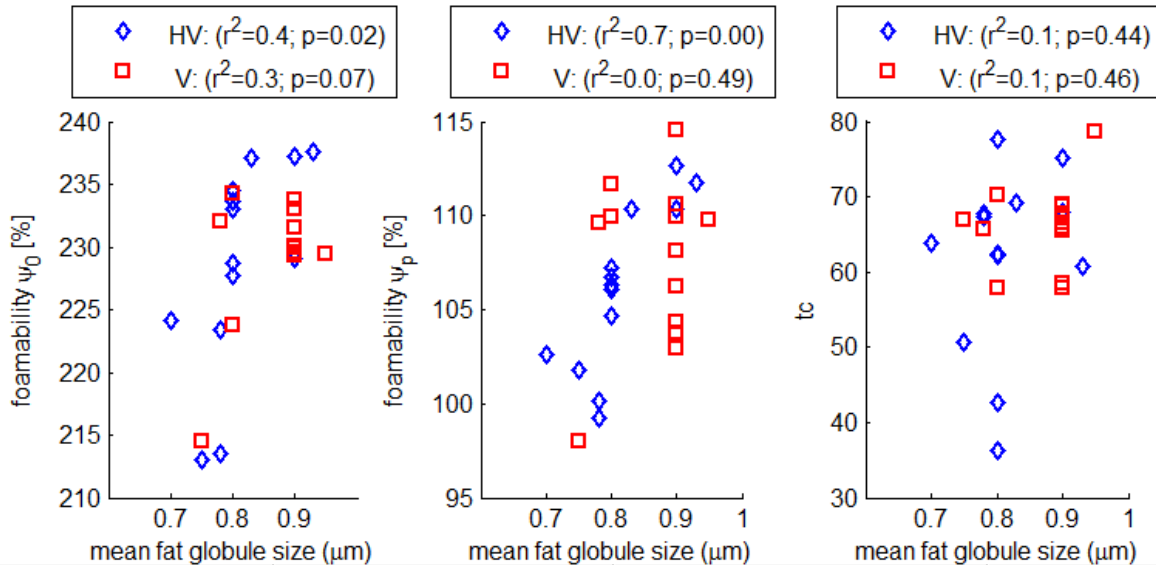 HV: (r²=0.4; p=0.02)
V: (r²=0.3; p=0.07)
240
235
230
225
220
215
210
foamability ψ₀ [%]
0.7 0.8 0.9
mean fat globule size (μm)
HV: (r²=0.7; p=0.00)
V: (r²=0.0; p=0.49)
115
110
105
100
95
foamability ψₚ [%]
0.7 0.8 0.9 1
mean fat globule size (μm)
HV: (r²=0.1; p=0.44)
V: (r²=0.1; p=0.46)
80
70
60
50
40
30
tc
0.7 0.8 0.9 1
mean fat globule size (μm)